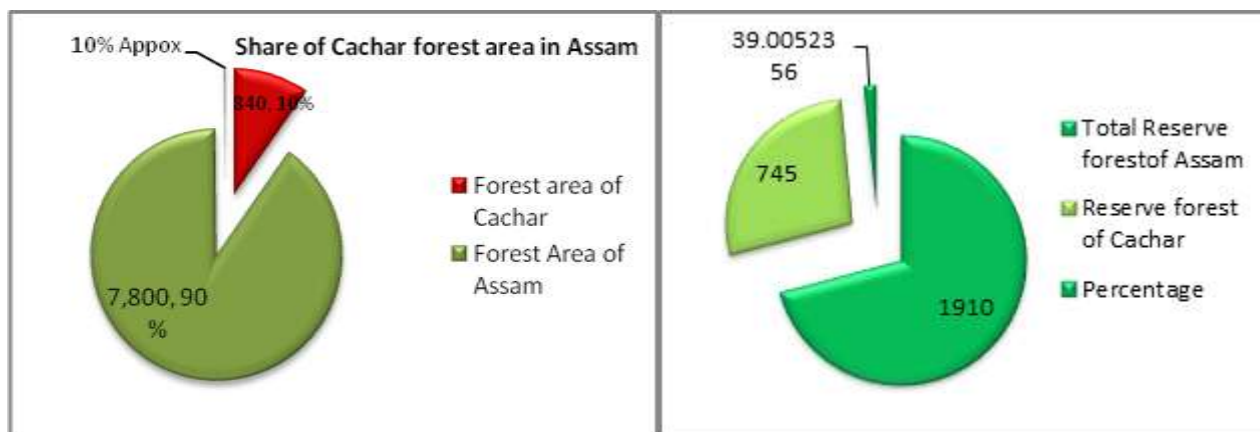 10% Appox
Share of Cachar forest area in Assam
840, 10%
7,800, 90
%
Forest area of
Cachar
Forest Area of
Assam
39.00523
56
745
1910
Total Reserve
forestof Assam
Reserve forest
of Cachar
Percentage